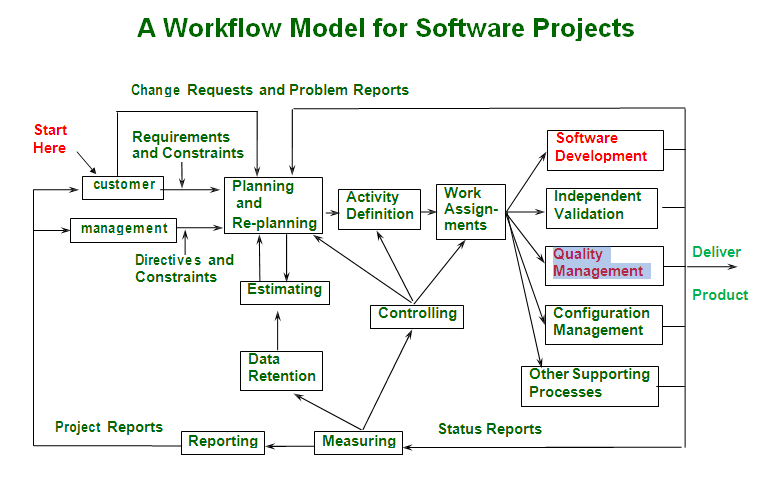 A Workflow Model for Software Projects
Change Requests and Problem Reports
Start
Here
Requirements
and Constraints
customer
management
Directives and
Constraints
Planning
and
Re-planning
Activity
Definition
Work
Assign-
ments
Software
Development
Independent
Validation
Quality
Management
Configuration
Management
Other Supporting
Processes
Deliver
Product
Estimating
Controlling
Data
Retention
Project Reports
Reporting
Measuring
Status Reports